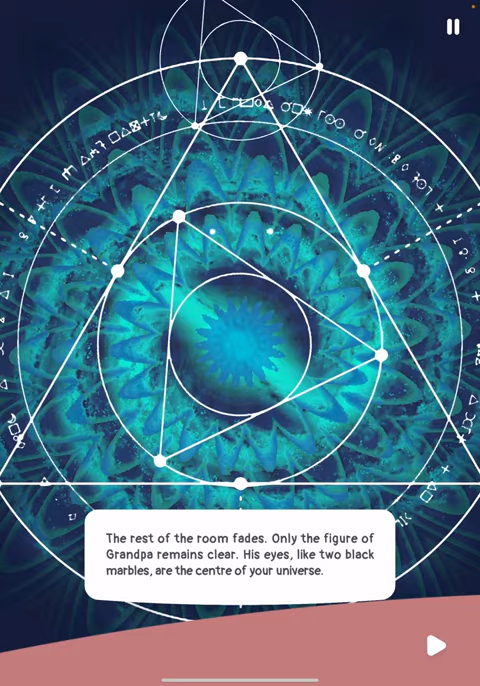 The rest of the room fades. Only the figure of
Grandpa remains clear. His eyes, like two black
marbles, are the centre of your universe.